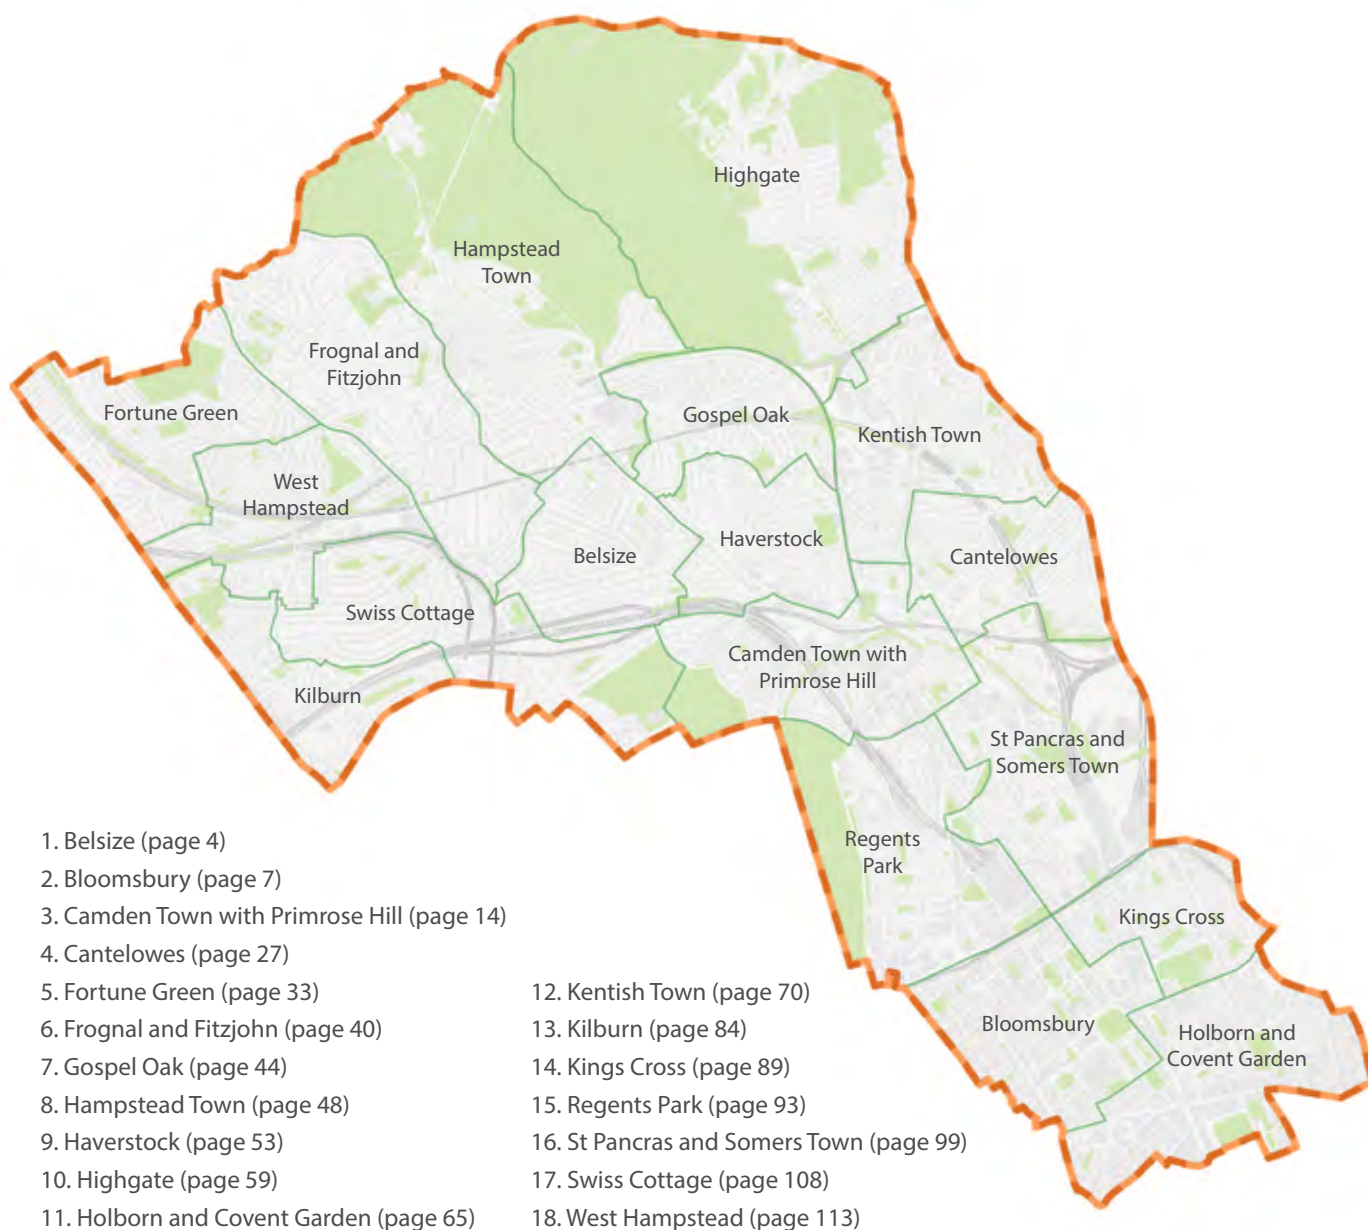 Highgate
Hampstead
Town
Frognal and
Fitzjohn
Fortune Green
Gospel Oak
Kentish Town
West
Hampstead
Haverstock
Belsize
Cantelowes
Swiss Cottage
Camden Town with
Primrose Hill
Kilburn
St Pancras and
Somers Town
Regents
Park
Kings Cross
Bloomsbury
Holborn and
Covent Garden
1. Belsize (page 4)
2. Bloomsbury (page 7)
3. Camden Town with Primrose Hill (page 14)
4. Cantelowes (page 27)
5. Fortune Green (page 33)
6. Frognal and Fitzjohn (page 40)
7. Gospel Oak (page 44)
8. Hampstead Town (page 48)
9. Haverstock (page 53)
10. Highgate (page 59)
11. Holborn and Covent Garden (page 65)
12. Kentish Town (page 70)
13. Kilburn (page 84)
14. Kings Cross (page 89)
15. Regents Park (page 93)
16. St Pancras and Somers Town (page 99)
17. Swiss Cottage (page 108)
18. West Hampstead (page 113)